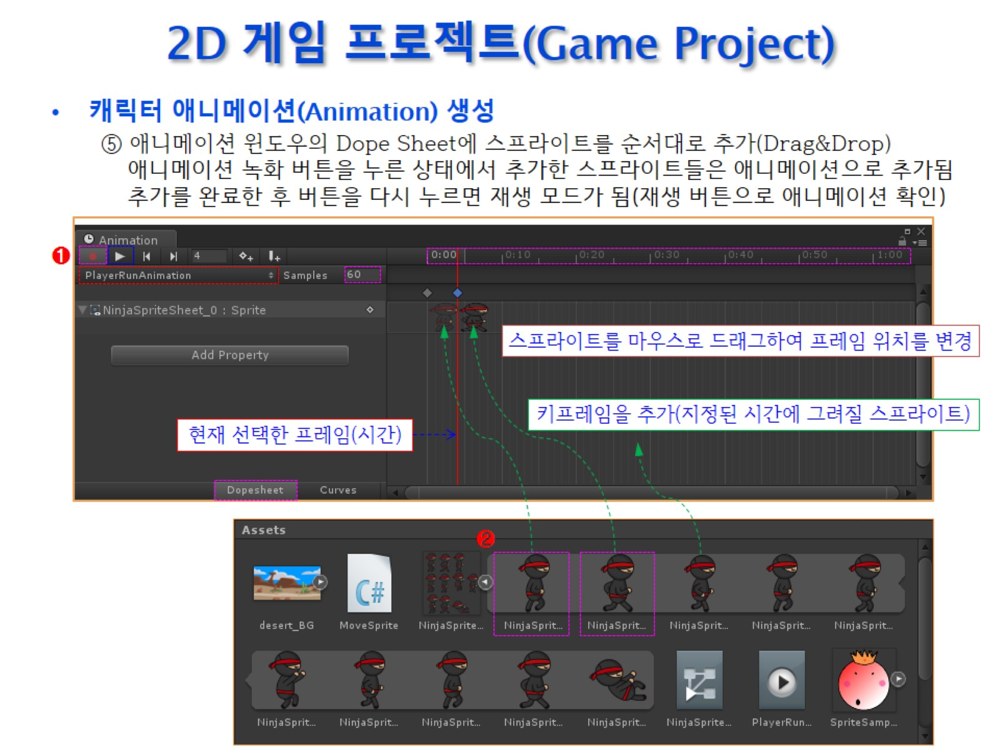 2D 게임 프로젝트(Game Project)
• 캐릭터 애니메이션(Animation) 생성
⑤ 애니메이션 윈도우의 Dope Sheet에 스프라이트를 순서대로 추가(Drag&Drop)
애니메이션 녹화 버튼을 누른 상태에서 추가한 스프라이트들은 애니메이션으로 추가됨
추가를 완료한 후 버튼을 다시 누르면 재생 모드가 됨(재생 버튼으로 애니메이션 확인)
Animation
❶ 4 0:00 0:10 0:20 0:30 0:40 0:50 1:00
PlayerRunAnimation Samples 60
NinjaSpriteSheet_0 : Sprite
스프라이트를 마우스로 드래그하여 프레임 위치를 변경
Add Property
키프레임을 추가(지정된 시간에 그려질 스프라이트)
현재 선택한 프레임(시간)
Dopesheet Curves
Assets
❷
C#
desert_BG MoveSprite NinjaSprite... NinjaSprit... NinjaSprit... NinjaSprit... NinjaSprit... NinjaSprit...
NinjaSprit... NinjaSprit... NinjaSprit... NinjaSprit... NinjaSprit... NinjaSprite... PlayerRun... SpriteSamp...